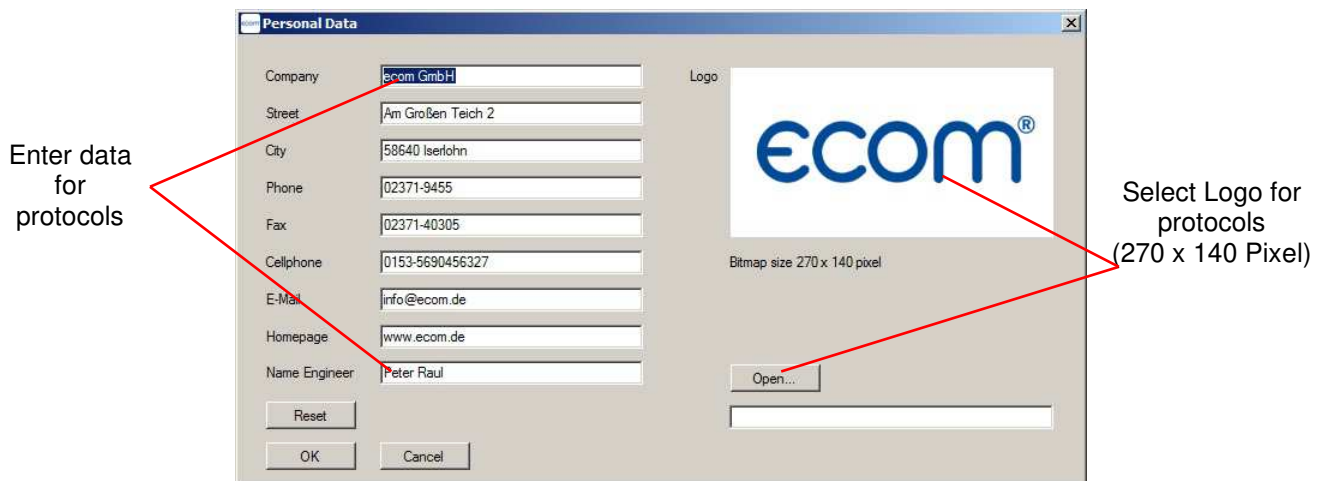 ecom Personal Data
Company ecom GmbH
Street Am Großen Teich 2
City 58640 Iserlohn
Phone 02371-9455
Fax 02371-40305
Cellphone 0153-5690456327
E-Mail info@ecom.de
Homepage www.ecom.de
Name Engineer Peter Raul
Reset
OK Cancel
Logo
ecom®
Bitmap size 270 x 140 pixel
Open...
Enter data
for
protocols
Select Logo for
protocols
(270 x 140 Pixel)